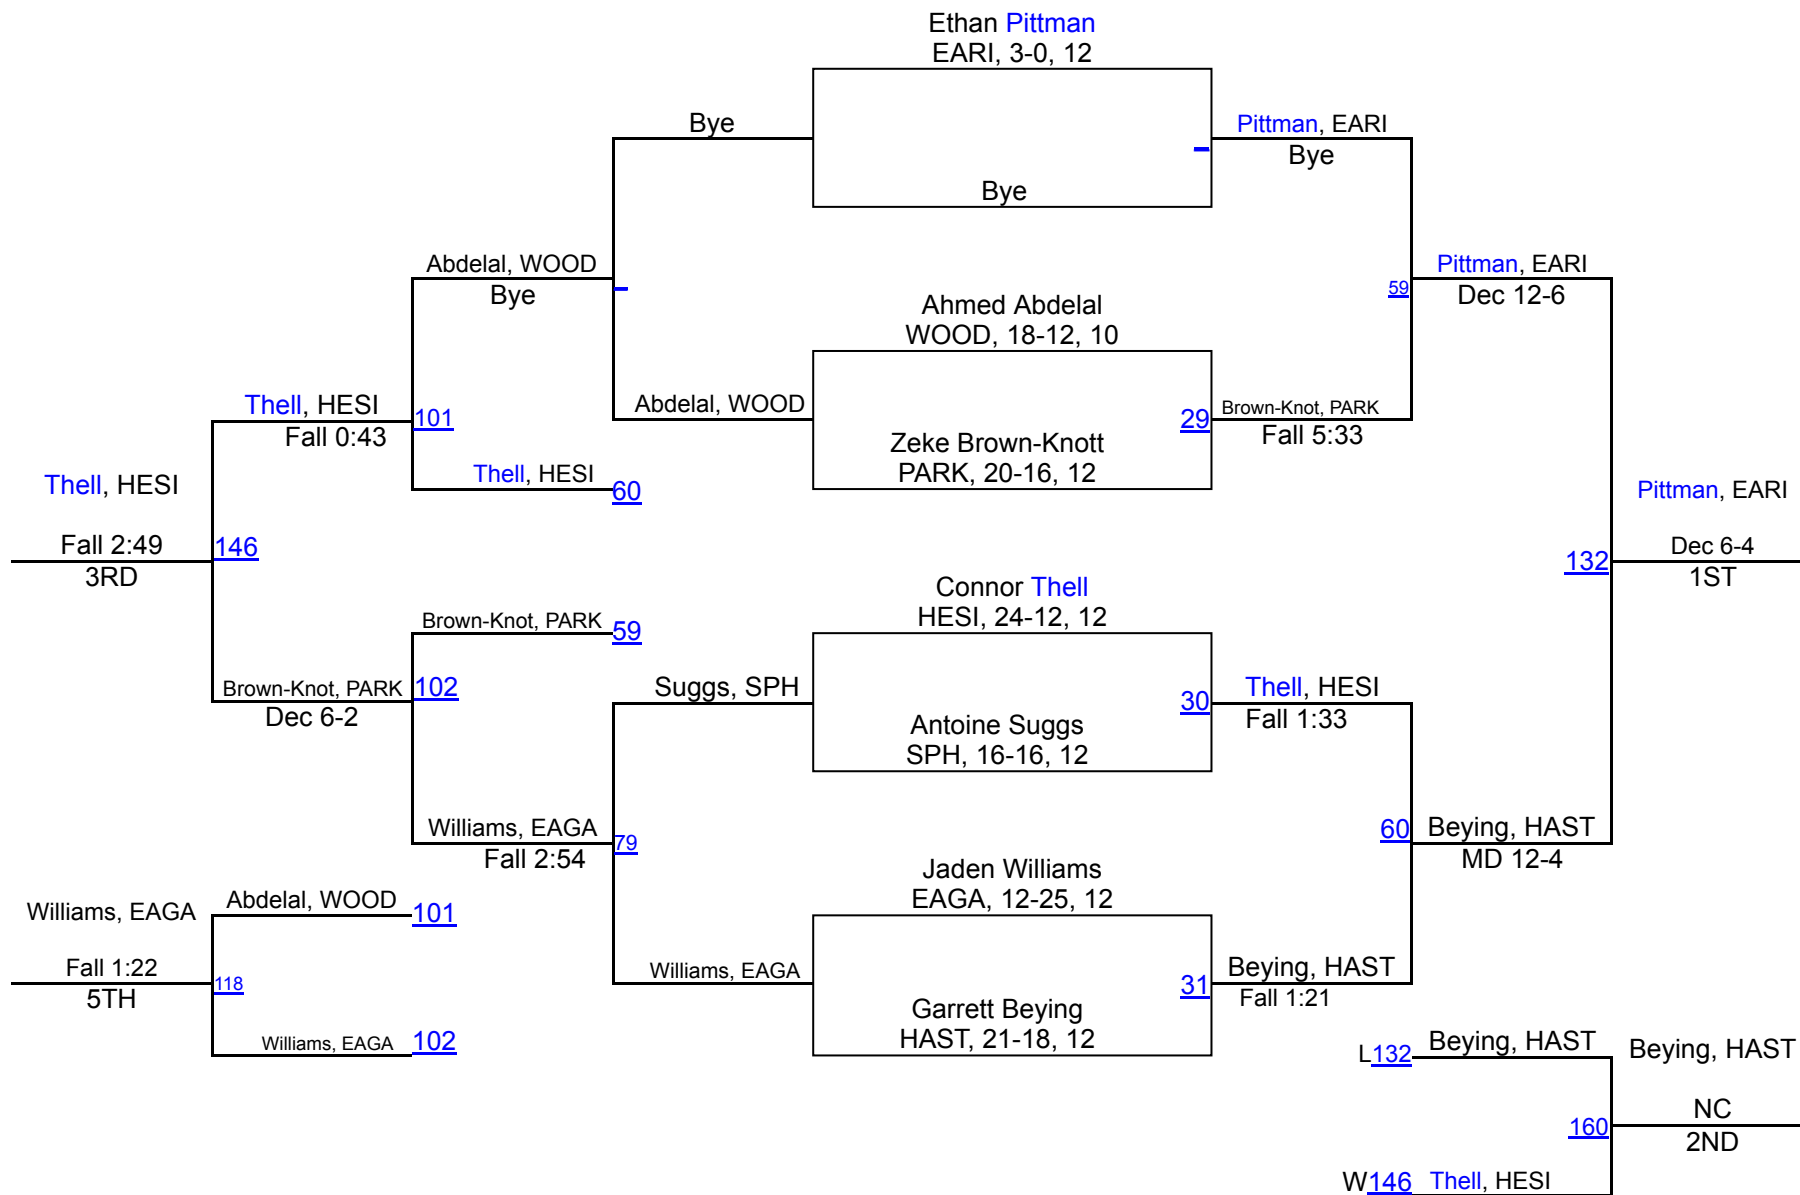 Ethan Pittman
EARI, 3-0, 12
Bye
Pittman, EARI
Bye
Bye
Abdelal, WOOD
Bye
Pittman, EARI
59
Dec 12-6
Ahmed Abdelal
WOOD, 18-12, 10
Thell, HESI
101
Fall 0:43
Abdelal, WOOD
29
Brown-Knot, PARK
Fall 5:33
Zeke Brown-Knott
PARK, 20-16, 12
Thell, HESI
60
Thell, HESI
Pittman, EARI
Fall 2:49
146
3RD
132
Dec 6-4
1ST
Connor Thell
HESI, 24-12, 12
Brown-Knot, PARK
59
Brown-Knot, PARK
102
Dec 6-2
Suggs, SPH
30
Thell, HESI
Fall 1:33
Antoine Suggs
SPH, 16-16, 12
Williams, EAGA
79
Fall 2:54
60
Beying, HAST
MD 12-4
Jaden Williams
EAGA, 12-25, 12
Williams, EAGA
Abdelal, WOOD
101
Fall 1:22
118
5TH
Williams, EAGA
31
Beying, HAST
Fall 1:21
Garrett Beying
HAST, 21-18, 12
Williams, EAGA
102
L132
Beying, HAST
Beying, HAST
160
NC
2ND
W146
Thell, HESI